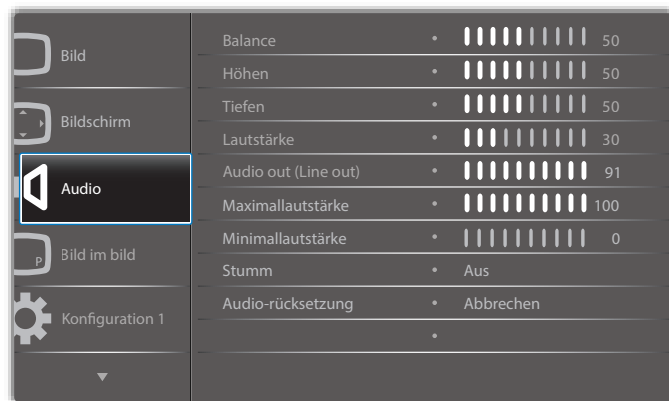 Bild
Bildschirm
Audio
P
Bild im bild
Konfiguration 1
Balance • 50
Höhen • 50
Tiefen • 50
Lautstärke • 30
Audio out (Line out) • 91
Maximallautstärke • 100
Minimallautstärke • 0
Stumm • Aus
Audio-rücksetzung • Abbrechen
•